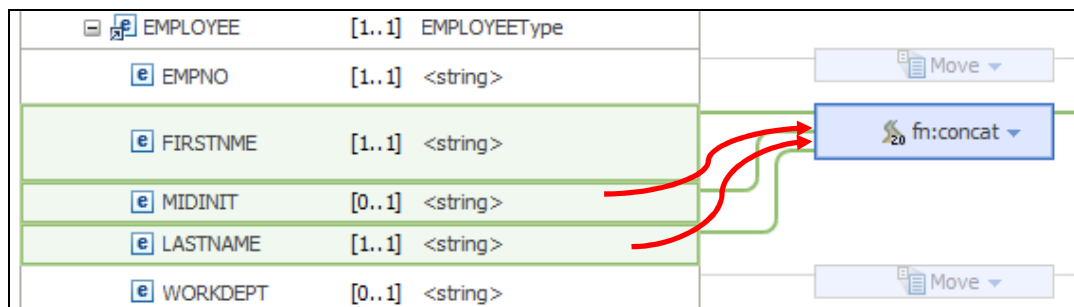 EMPLOYEE [1..1] EMPLOYEEType
EMPNO [1..1] <string>
Move
FIRSTNME [1..1] <string>
fn:concat
20
MIDINIT [0..1] <string>
LASTNAME [1..1] <string>
WORKDEPT [0..1] <string>
Move